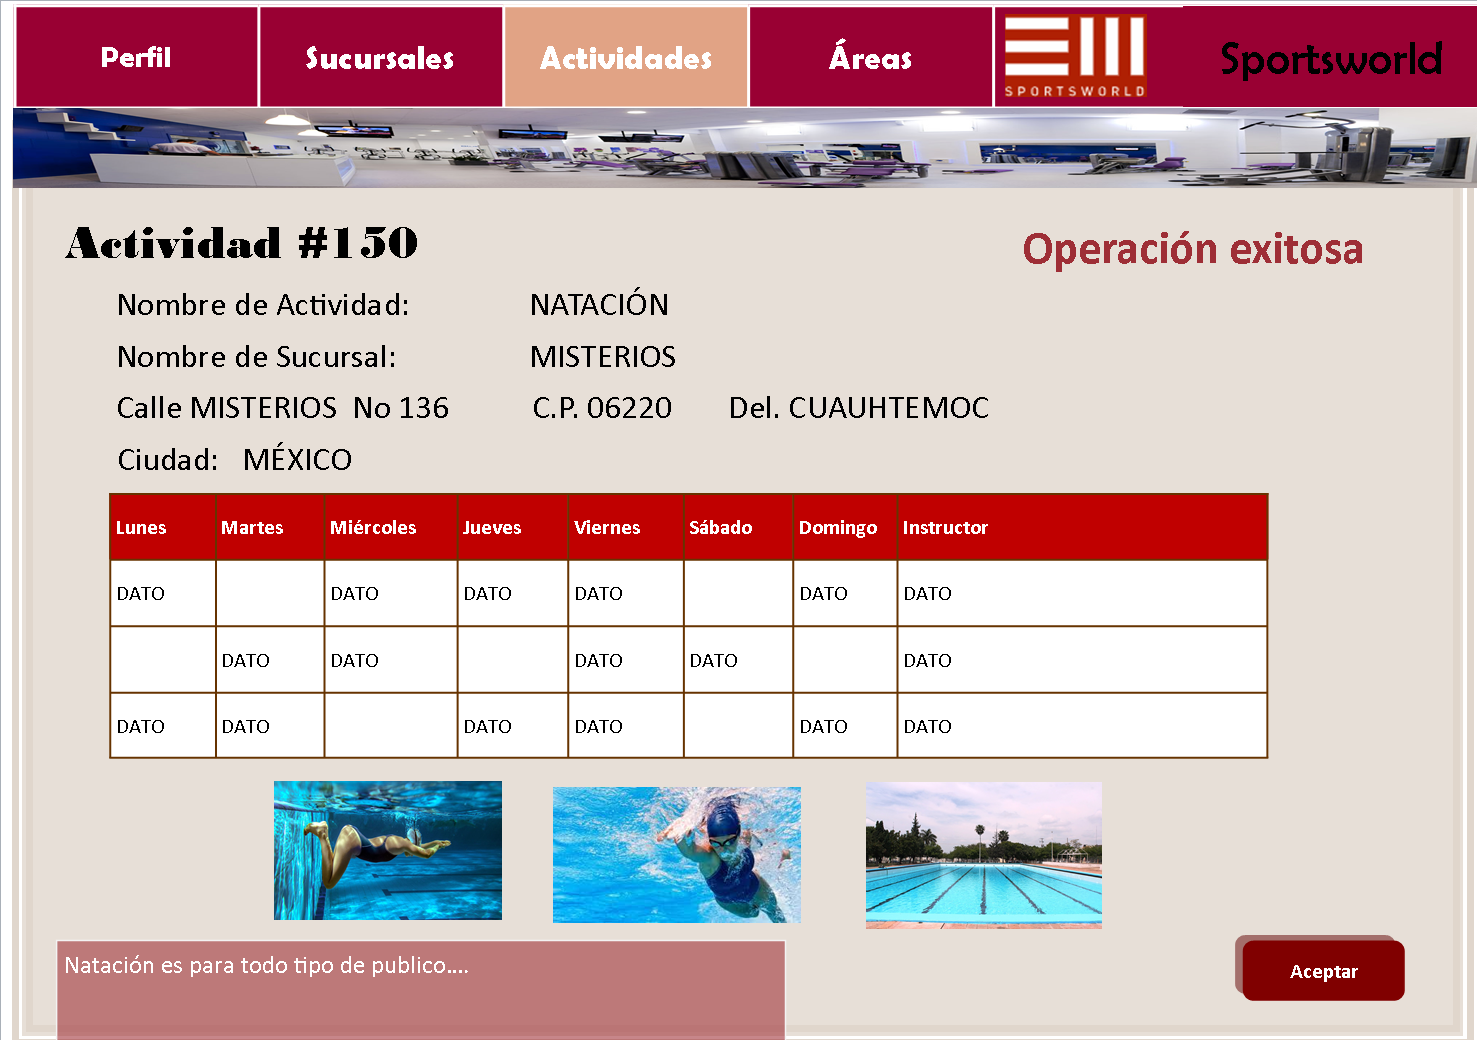 Perfil Sucursales Actividades Áreas SPORTSWORLD Sportsworld
Actividad #150
Operación exitosa
Nombre de Actividad: NATACIÓN
Nombre de Sucursal: MISTERIOS
Calle MISTERIOS No 136 C.P. 06220 Del. CUAUHTEMOC
Ciudad: MÉXICO
Lunes Martes Miércoles Jueves Viernes Sábado Domingo Instructor
DATO DATO DATO DATO DATO DATO
DATO DATO DATO DATO DATO
DATO DATO DATO DATO DATO DATO
Natación es para todo tipo de publico....
Aceptar